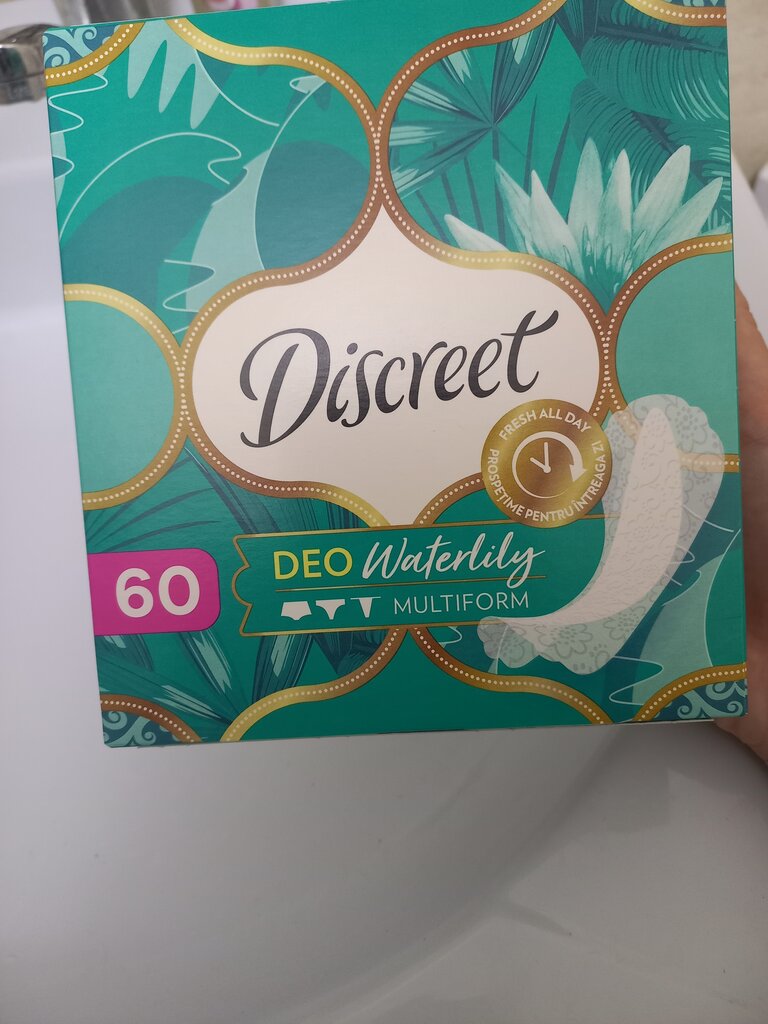 Discreet
FRESH ALL DAY
PROSPEȚIME PENTRU ÎNTREAGA ZI
DEO Waterlily
60
MULTIFORM